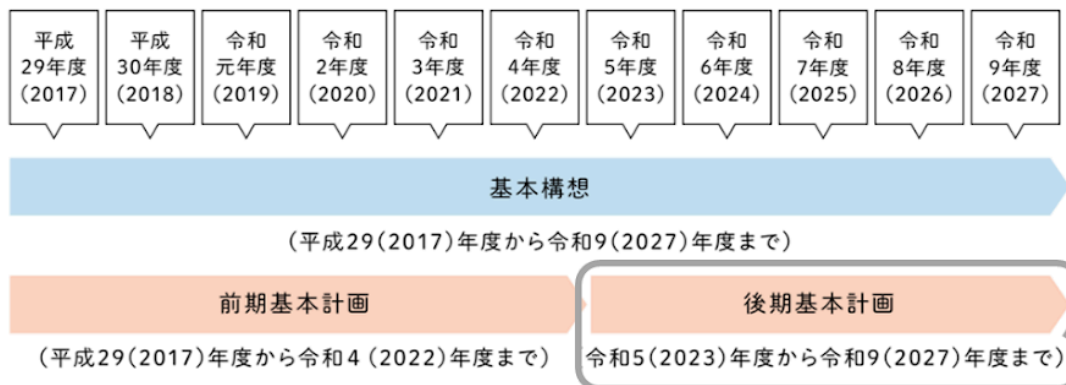 平成
29年度
(2017)
平成
30年度
(2018)
令和
元年度
(2019)
令和
2年度
(2020)
令和
3年度
(2021)
令和
4年度
(2022)
令和
5年度
(2023)
令和
6年度
(2024)
令和
7年度
(2025)
令和
8年度
(2026)
令和
9年度
(2027)
基本構想
(平成29(2017)年度から令和9(2027)年度まで)
前期基本計画
(平成29(2017)年度から令和4(2022)年度まで)
後期基本計画
(令和5(2023)年度から令和9(2027)年度まで)